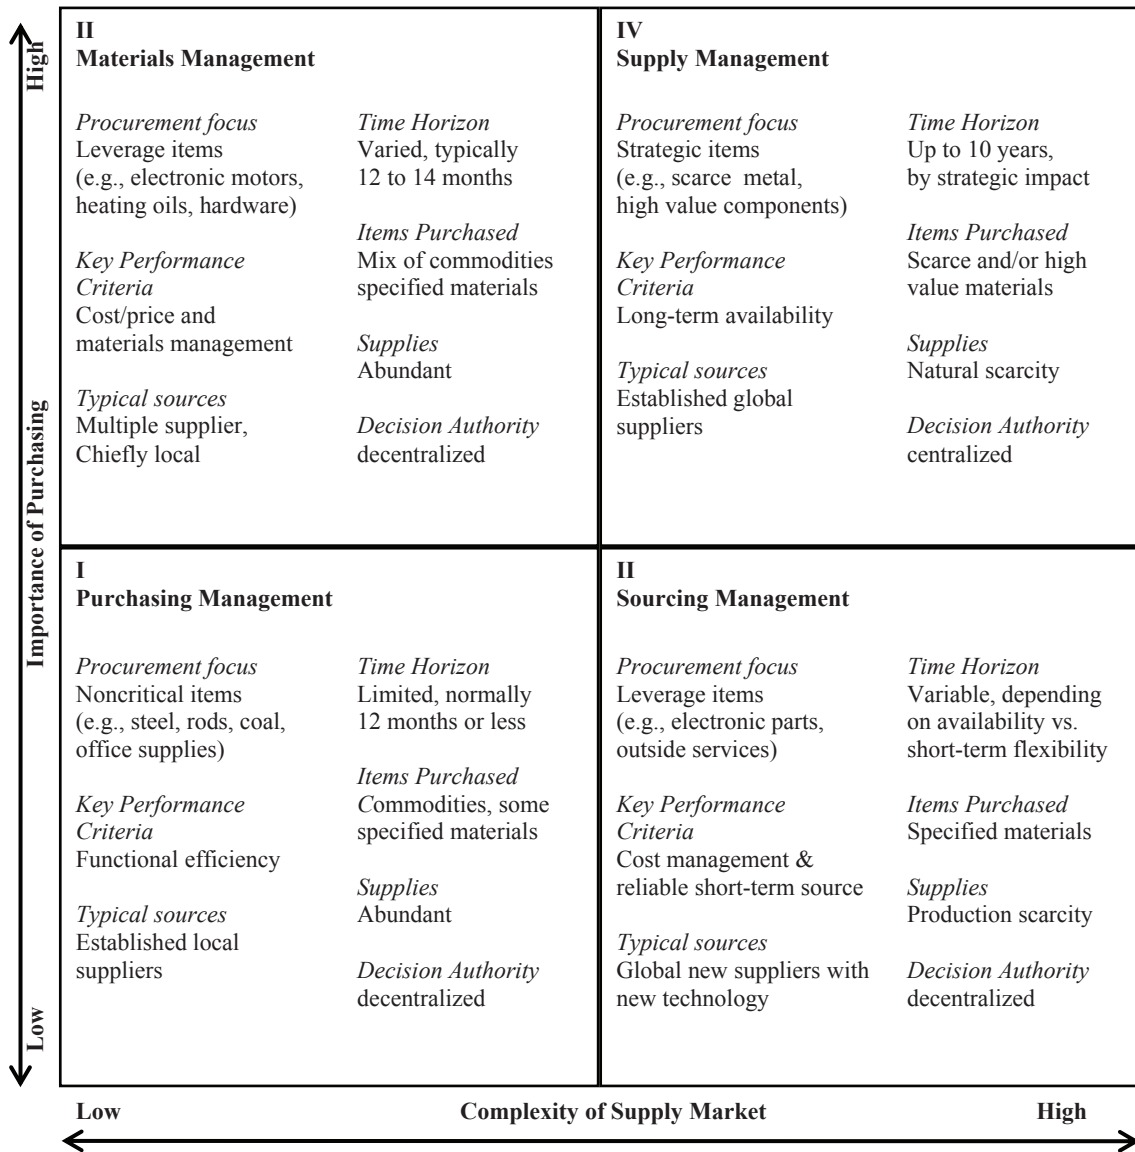 High
Importance of Purchasing
Low
II
Materials Management
Procurement focus
Leverage items
(e.g., electronic motors,
heating oils, hardware)
Key Performance
Criteria
Cost/price and
materials management
Typical sources
Multiple supplier,
Chiefly local
Time Horizon
Varied, typically
12 to 14 months
Items Purchased
Mix of commodities
specified materials
Supplies
Abundant
Decision Authority
decentralized
IV
Supply Management
Procurement focus
Strategic items
(e.g., scarce metal,
high value components)
Key Performance
Criteria
Long-term availability
Typical sources
Established global
suppliers
Time Horizon
Up to 10 years,
by strategic impact
Items Purchased
Scarce and/or high
value materials
Supplies
Natural scarcity
Decision Authority
centralized
I
Purchasing Management
Procurement focus
Noncritical items
(e.g., steel, rods, coal,
office supplies)
Key Performance
Criteria
Functional efficiency
Typical sources
Established local
suppliers
Time Horizon
Limited, normally
12 months or less
Items Purchased
Commodities, some
specified materials
Supplies
Abundant
Decision Authority
decentralized
II
Sourcing Management
Procurement focus
Leverage items
(e.g., electronic parts,
outside services)
Key Performance
Criteria
Cost management &
reliable short-term source
Typical sources
Global new suppliers with
new technology
Time Horizon
Variable, depending
on availability vs.
short-term flexibility
Items Purchased
Specified materials
Supplies
Production scarcity
Decision Authority
decentralized
Low Complexity of Supply Market High